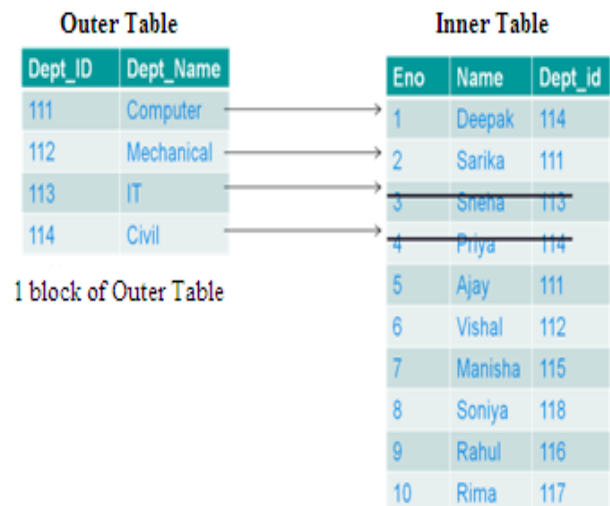 Outer Table
Dept_ID Dept_Name
111 Computer
112 Mechanical
113 IT
114 Civil
1 block of Outer Table
Inner Table
Eno Name Dept_id
1 Deepak 114
2 Sarika 111
3 Sneha 113
4 Priya 114
5 Ajay 111
6 Vishal 112
7 Manisha 115
8 Soniya 118
9 Rahul 116
10 Rima 117